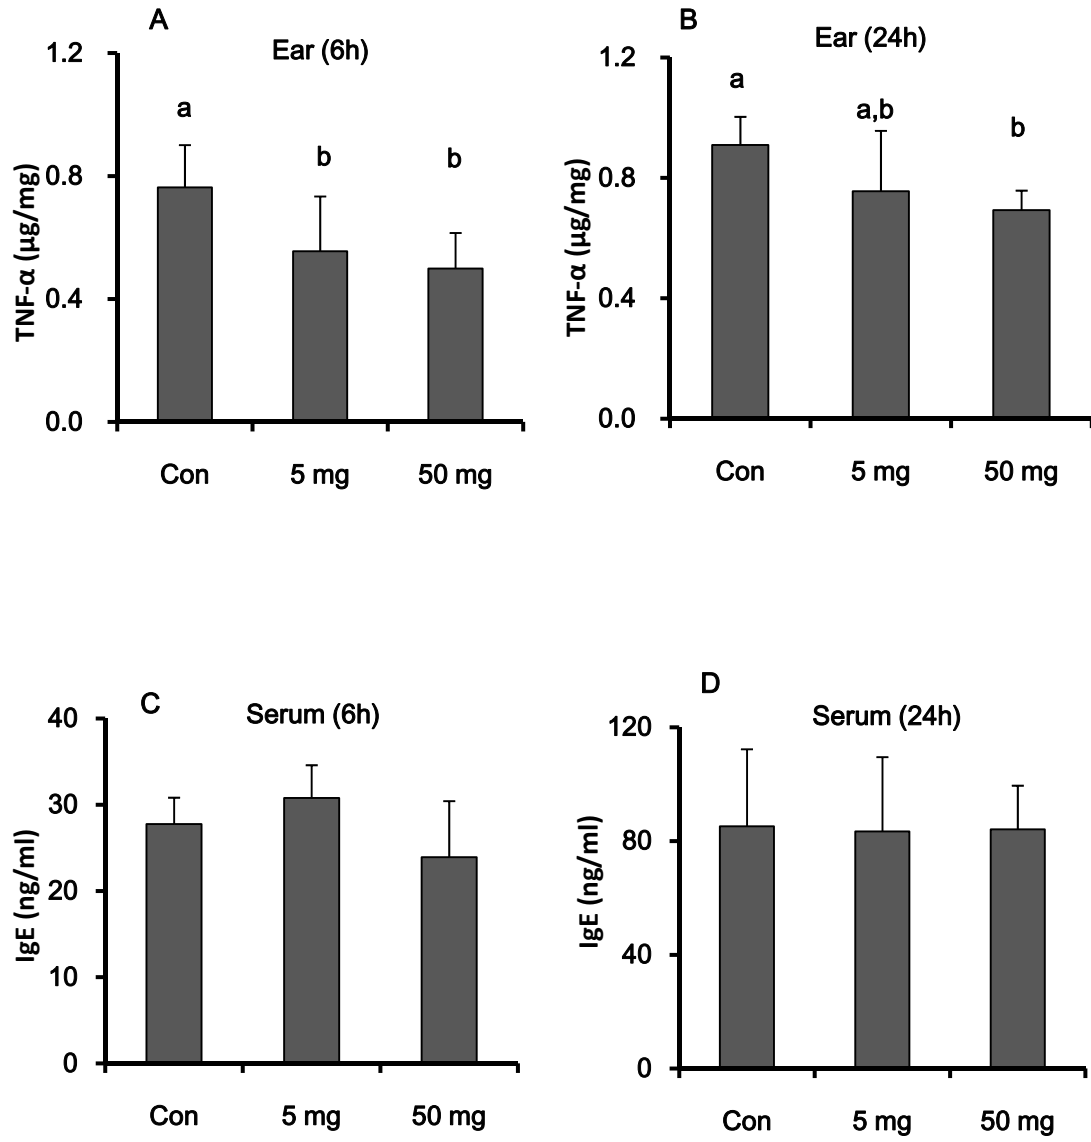 A
Ear (6h)
TNF-α (μg/mg)
1.2
0.8
0.4
0.0
a
b
b
Con
5 mg
50 mg
B
Ear (24h)
TNF-α (μg/mg)
1.2
0.8
0.4
0.0
a
a,b
b
Con
5 mg
50 mg
C
Serum (6h)
IgE (ng/ml)
40
30
20
10
0
Con
5 mg
50 mg
D
Serum (24h)
IgE (ng/ml)
120
80
40
0
Con
5 mg
50 mg